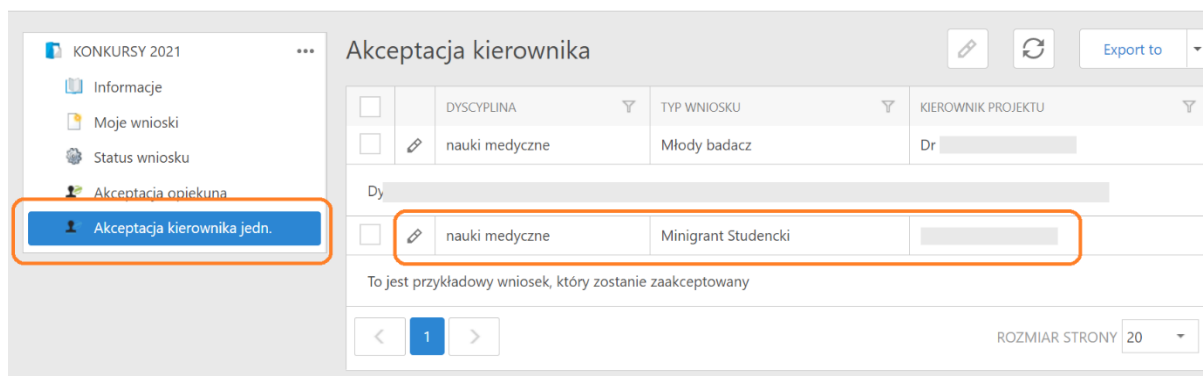 KONKURSY 2021
Informacje
Moje wnioski
Status wniosku
Akceptacja opiekuna
Akceptacja kierownika jedn.
Akceptacja kierownika
Export to
DYSCYPLINA TYP WNIOSKU KIEROWNIK PROJEKTU
nauki medyczne Młody badacz Dr
Dy
nauki medyczne Minigrant Studencki
To jest przykładowy wniosek, który zostanie zaakceptowany
1
ROZMIAR STRONY 20